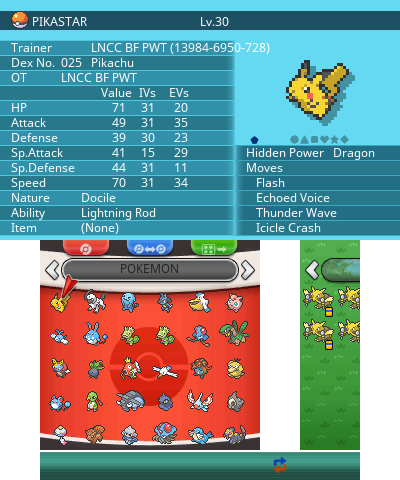 PIKASTAR Lv.30
Trainer LNCC BF PWT (13984-6950-728)
Dex No. 025 Pikachu
OT LNCC BF PWT
Value IVs EVs
HP 71 31 20
Attack 49 31 35
Defense 39 30 23
Sp.Attack 41 15 29
Sp.Defense 44 31 11
Speed 70 31 34
Nature Docile
Ability Lightning Rod
Item (None)
Hidden Power Dragon
Moves
Flash
Echoed Voice
Thunder Wave
Icicle Crash
POKEMON